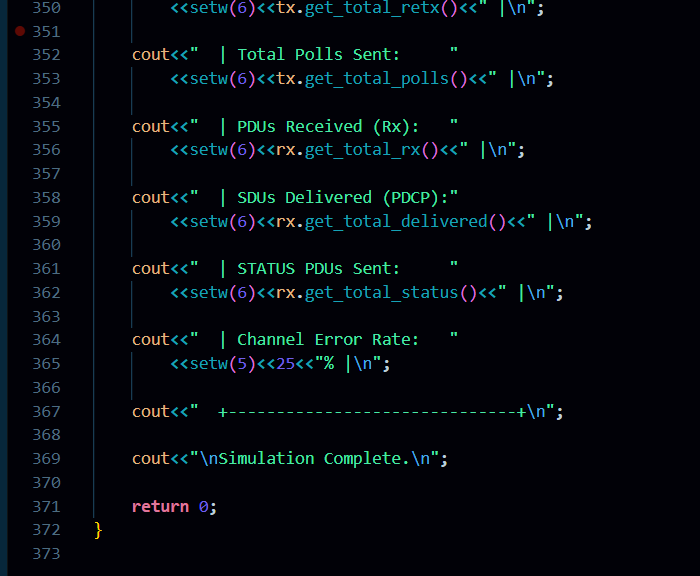 350 <<setw(6)<<tx.get_total_retx()<<" |\n";
351
352 cout<<"  | Total Polls Sent:     "
353 <<setw(6)<<tx.get_total_polls()<<" |\n";
354
355 cout<<"  | PDUs Received (Rx):   "
356 <<setw(6)<<rx.get_total_rx()<<" |\n";
357
358 cout<<"  | SDUs Delivered (PDCP):"
359 <<setw(6)<<rx.get_total_delivered()<<" |\n";
360
361 cout<<"  | STATUS PDUs Sent:     "
362 <<setw(6)<<rx.get_total_status()<<" |\n";
363
364 cout<<"  | Channel Error Rate:   "
365 <<setw(5)<<25<<"% |\n";
366
367 cout<<"  +------------------------------+\n";
368
369 cout<<"\nSimulation Complete.\n";
370
371 return 0;
372 }
373